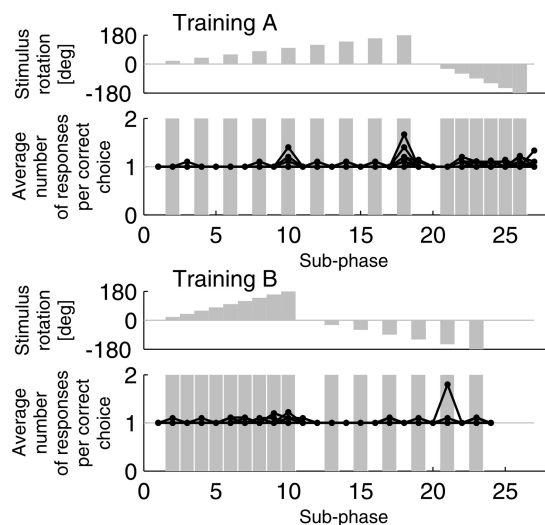 Training A
180
0
-180
Stimulus
rotation
[deg]
2
1
0
Average
number
of responses
per correct
choice
0 5 10 15 20 25
Sub-phase
Training B
180
0
-180
Stimulus
rotation
[deg]
2
1
0
Average
number
of responses
per correct
choice
0 5 10 15 20 25
Sub-phase